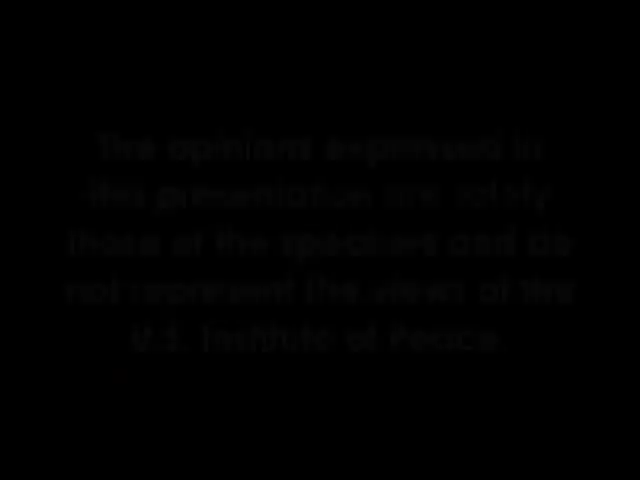 The opinions expressed in
this presentation are solely
those of the speakers and do
not represent the views of the
U.S. Institute of Peace.